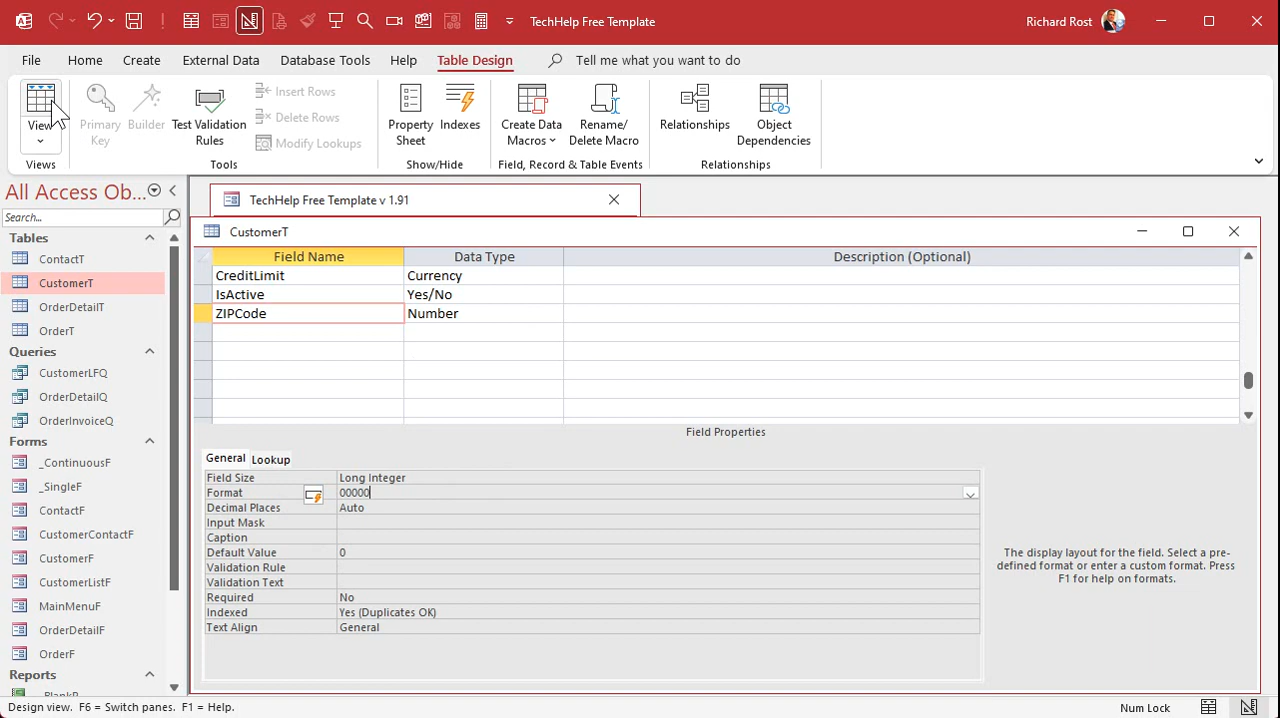 TechHelp Free Template
Richard Rost
File
Home
Create
External Data
Database Tools
Help
Table Design
Tell me what you want to do
View
Views
Primary Key
Builder
Test Validation Rules
Insert Rows
Delete Rows
Modify Lookups
Tools
Property Sheet
Indexes
Show/Hide
Create Data Macros
Rename/ Delete Macro
Field, Record & Table Events
Relationships
Object Dependencies
Relationships
All Access Ob...
Search...
Tables
ContactT
CustomerT
OrderDetailT
OrderT
Queries
CustomerLFQ
OrderDetailQ
OrderInvoiceQ
Forms
_ContinuousF
_SingleF
ContactF
CustomerContactF
CustomerF
CustomerListF
MainMenuF
OrderDetailF
OrderF
Reports
_BlankR
TechHelp Free Template v 1.91
CustomerT
Field Name Data Type Description (Optional)
CreditLimit Currency
IsActive Yes/No
ZIPCode Number
Field Properties
General Lookup
Field Size Long Integer
Format 00000
Decimal Places Auto
Input Mask
Caption
Default Value 0
Validation Rule
Validation Text
Required No
Indexed Yes (Duplicates OK)
Text Align General
The display layout for the field. Select a pre-
defined format or enter a custom format. Press
F1 for help on formats.
Design view. F6 = Switch panes. F1 = Help.
Num Lock